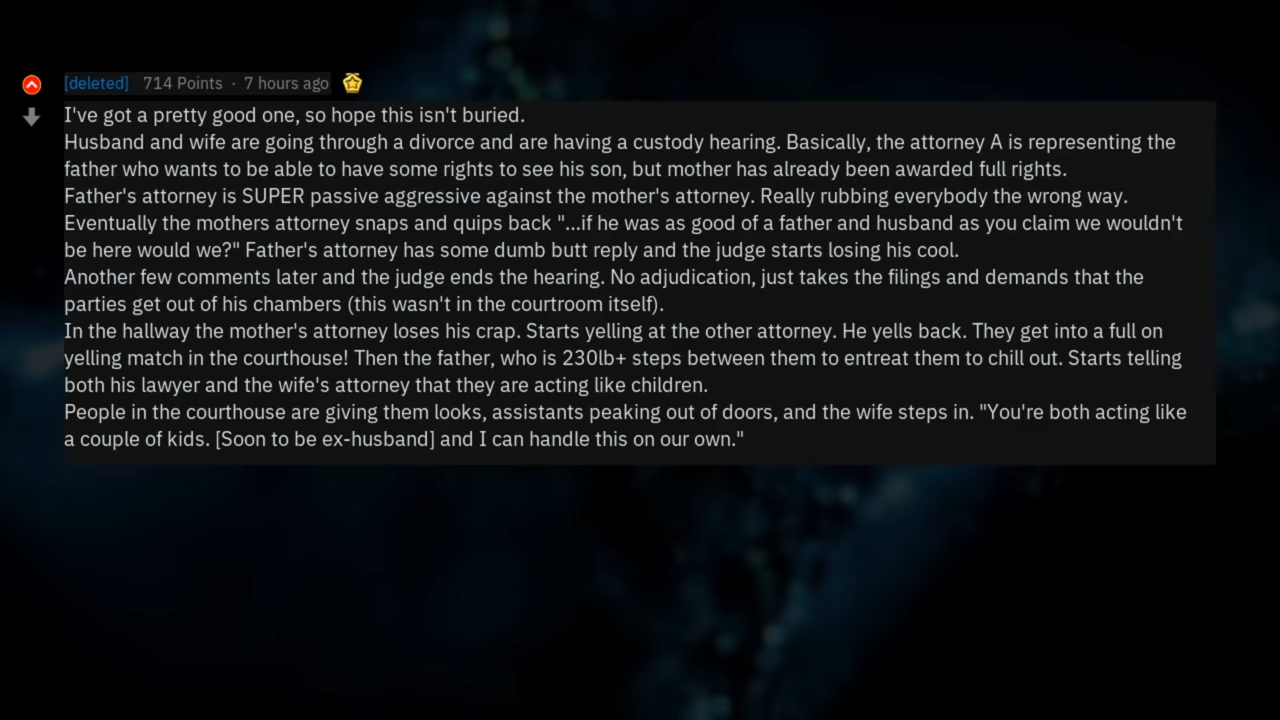 [deleted] 714 Points · 7 hours ago
I've got a pretty good one, so hope this isn't buried.
Husband and wife are going through a divorce and are having a custody hearing. Basically, the attorney A is representing the
father who wants to be able to have some rights to see his son, but mother has already been awarded full rights.
Father's attorney is SUPER passive aggressive against the mother's attorney. Really rubbing everybody the wrong way.
Eventually the mothers attorney snaps and quips back "...if he was as good of a father and husband as you claim we wouldn't
be here would we?" Father's attorney has some dumb butt reply and the judge starts losing his cool.
Another few comments later and the judge ends the hearing. No adjudication, just takes the filings and demands that the
parties get out of his chambers (this wasn't in the courtroom itself).
In the hallway the mother's attorney loses his crap. Starts yelling at the other attorney. He yells back. They get into a full on
yelling match in the courthouse! Then the father, who is 230lb+ steps between them to entreat them to chill out. Starts telling
both his lawyer and the wife's attorney that they are acting like children.
People in the courthouse are giving them looks, assistants peaking out of doors, and the wife steps in. "You're both acting like
a couple of kids. [Soon to be ex-husband] and I can handle this on our own."